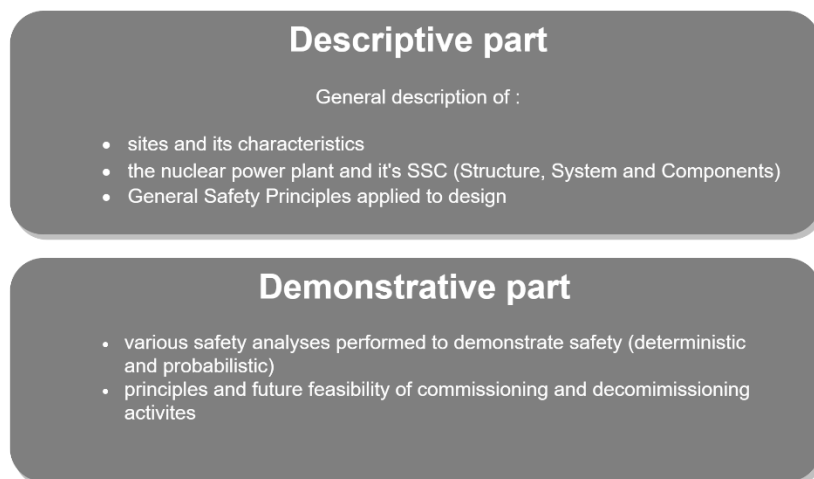 Descriptive part
General description of :
• sites and its characteristics
• the nuclear power plant and it's SSC (Structure, System and Components)
• General Safety Principles applied to design
Demonstrative part
• various safety analyses performed to demonstrate safety (deterministic
and probabilistic)
• principles and future feasibility of commissioning and decomimissioning
activites